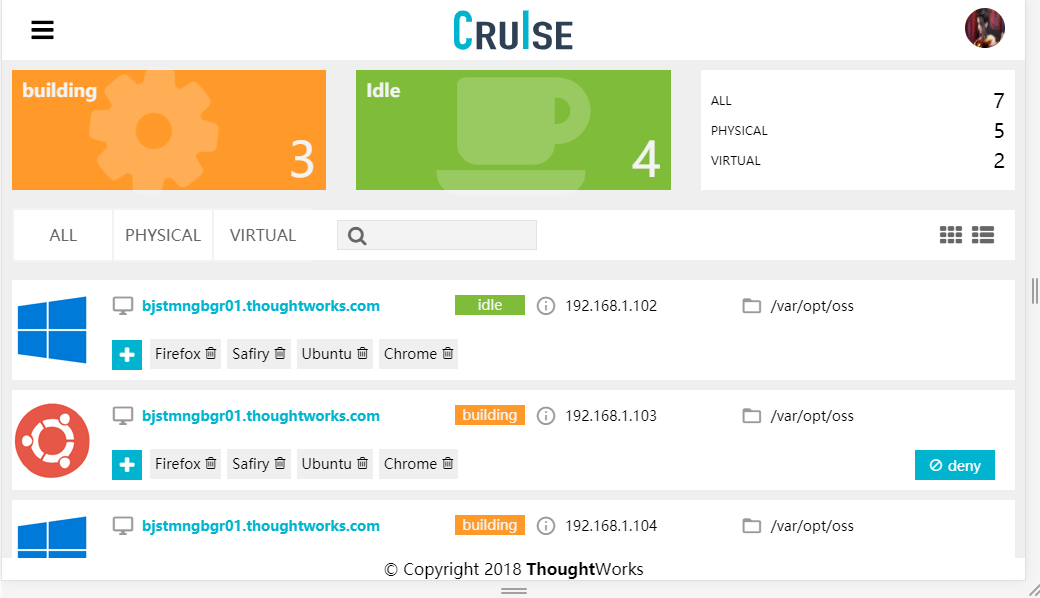 CRUISE
building
3
Idle
4
ALL 7
PHYSICAL 5
VIRTUAL 2
ALL PHYSICAL VIRTUAL
bjstmngbgr01.thoughtworks.com idle 192.168.1.102 /var/opt/oss
Firefox Safiry Ubuntu Chrome
bjstmngbgr01.thoughtworks.com building 192.168.1.103 /var/opt/oss
Firefox Safiry Ubuntu Chrome deny
bjstmngbgr01.thoughtworks.com building 192.168.1.104 /var/opt/oss
© Copyright 2018 ThoughtWorks